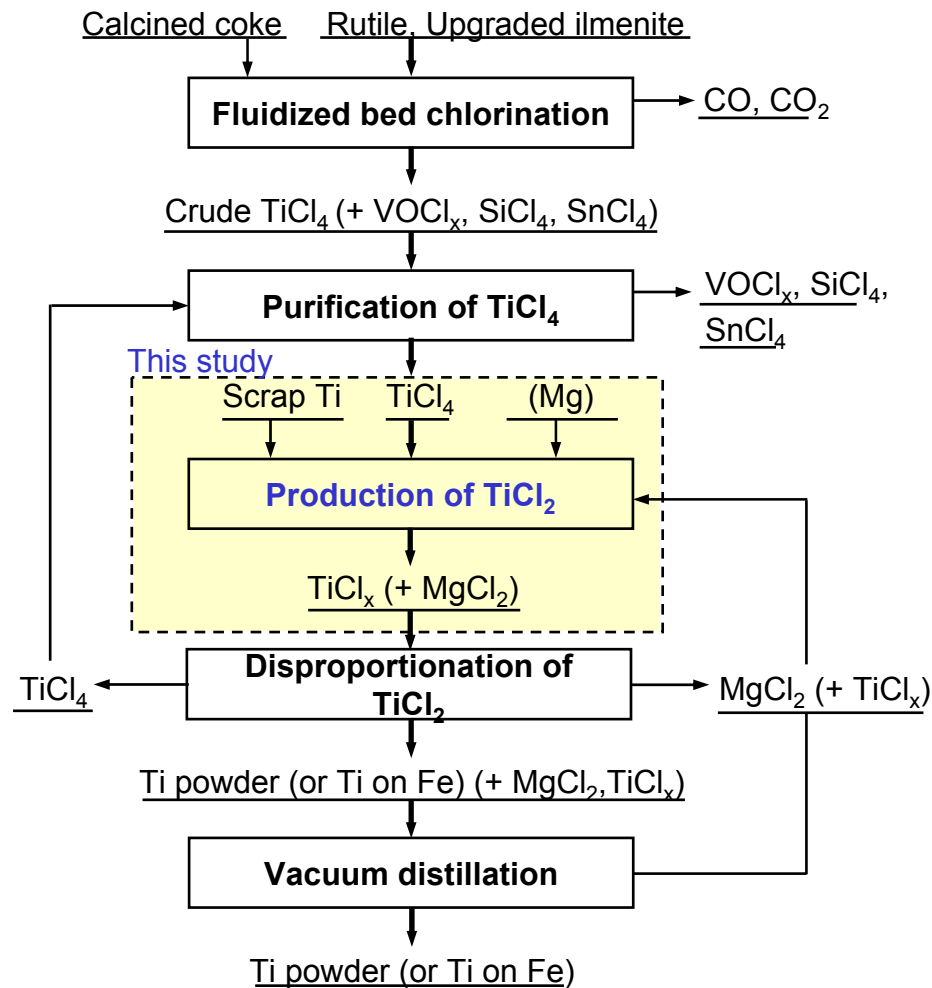 Calcined coke
Rutile, Upgraded ilmenite
Fluidized bed chlorination
CO, CO₂
Crude TiCl₄ (+ VOClₓ, SiCl₄, SnCl₄)
Purification of TiCl₄
VOClₓ, SiCl₄,
SnCl₄
This study
Scrap Ti
TiCl₄
(Mg)
Production of TiCl₂
TiClₓ (+ MgCl₂)
Disproportionation of
TiCl₂
TiCl₄
MgCl₂ (+ TiClₓ)
Ti powder (or Ti on Fe) (+ MgCl₂,TiClₓ)
Vacuum distillation
Ti powder (or Ti on Fe)